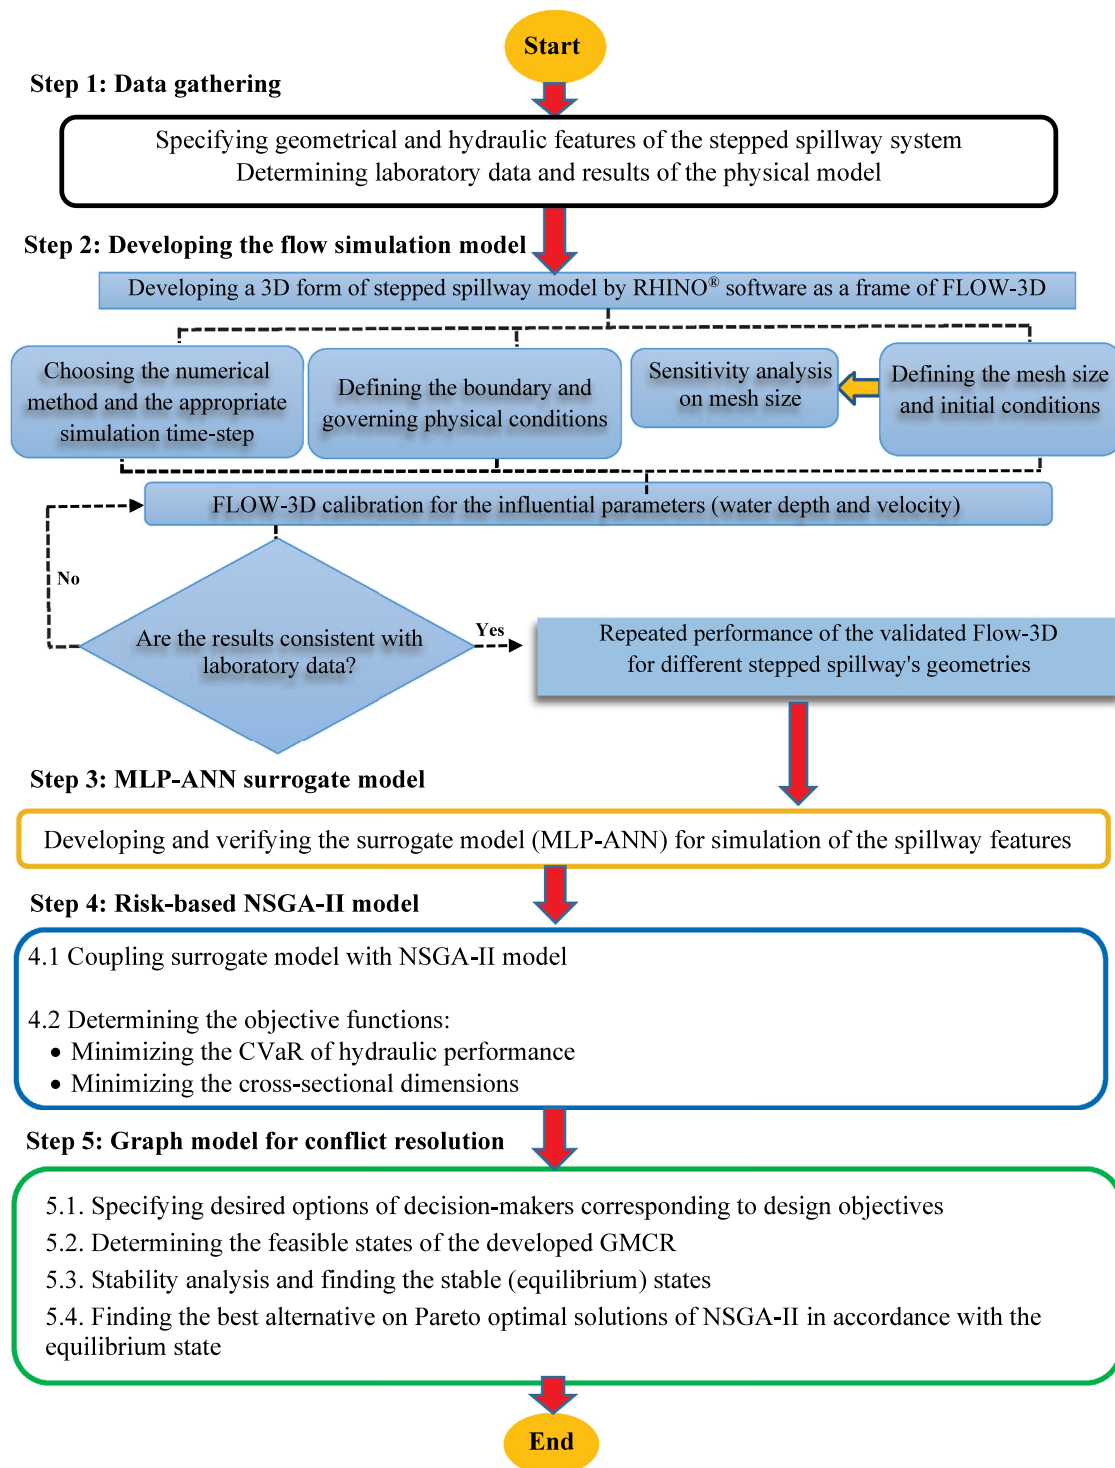 Start
Step 1: Data gathering
Specifying geometrical and hydraulic features of the stepped spillway system
Determining laboratory data and results of the physical model
Step 2: Developing the flow simulation model
Developing a 3D form of stepped spillway model by RHINO® software as a frame of FLOW-3D
Choosing the numerical
method and the appropriate
simulation time-step
Defining the boundary and
governing physical conditions
Sensitivity analysis
on mesh size
Defining the mesh size
and initial conditions
FLOW-3D calibration for the influential parameters (water depth and velocity)
No
Are the results consistent with
laboratory data?
Yes
Repeated performance of the validated Flow-3D
for different stepped spillway's geometries
Step 3: MLP-ANN surrogate model
Developing and verifying the surrogate model (MLP-ANN) for simulation of the spillway features
Step 4: Risk-based NSGA-II model
4.1 Coupling surrogate model with NSGA-II model
4.2 Determining the objective functions:
• Minimizing the CVaR of hydraulic performance
• Minimizing the cross-sectional dimensions
Step 5: Graph model for conflict resolution
5.1. Specifying desired options of decision-makers corresponding to design objectives
5.2. Determining the feasible states of the developed GMCR
5.3. Stability analysis and finding the stable (equilibrium) states
5.4. Finding the best alternative on Pareto optimal solutions of NSGA-II in accordance with the
equilibrium state
End